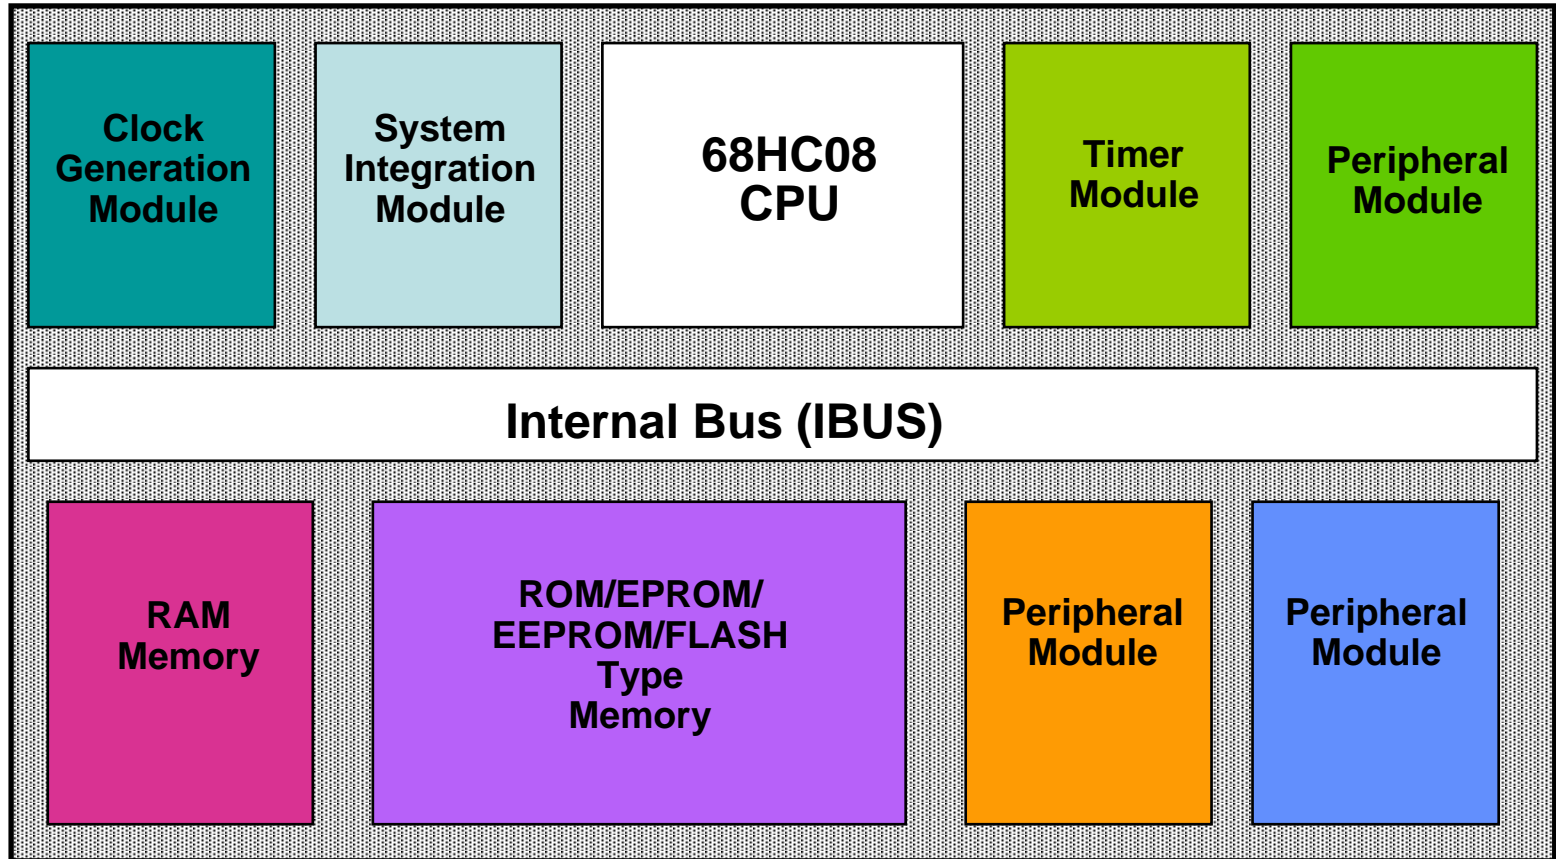 Clock
Generation
Module
System
Integration
Module
68HC08
CPU
Timer
Module
Peripheral
Module
Internal Bus (IBUS)
RAM
Memory
ROM/EPROM/
EEPROM/FLASH
Type
Memory
Peripheral
Module
Peripheral
Module